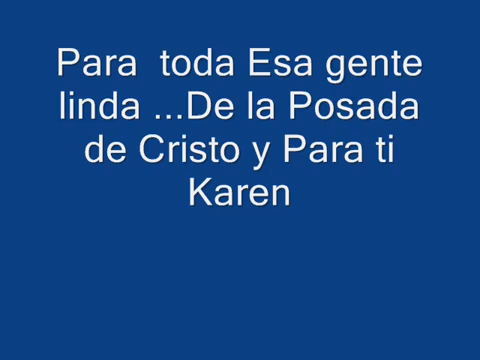 Para  toda Esa gente
linda ...De la Posada
de Cristo y Para ti
Karen